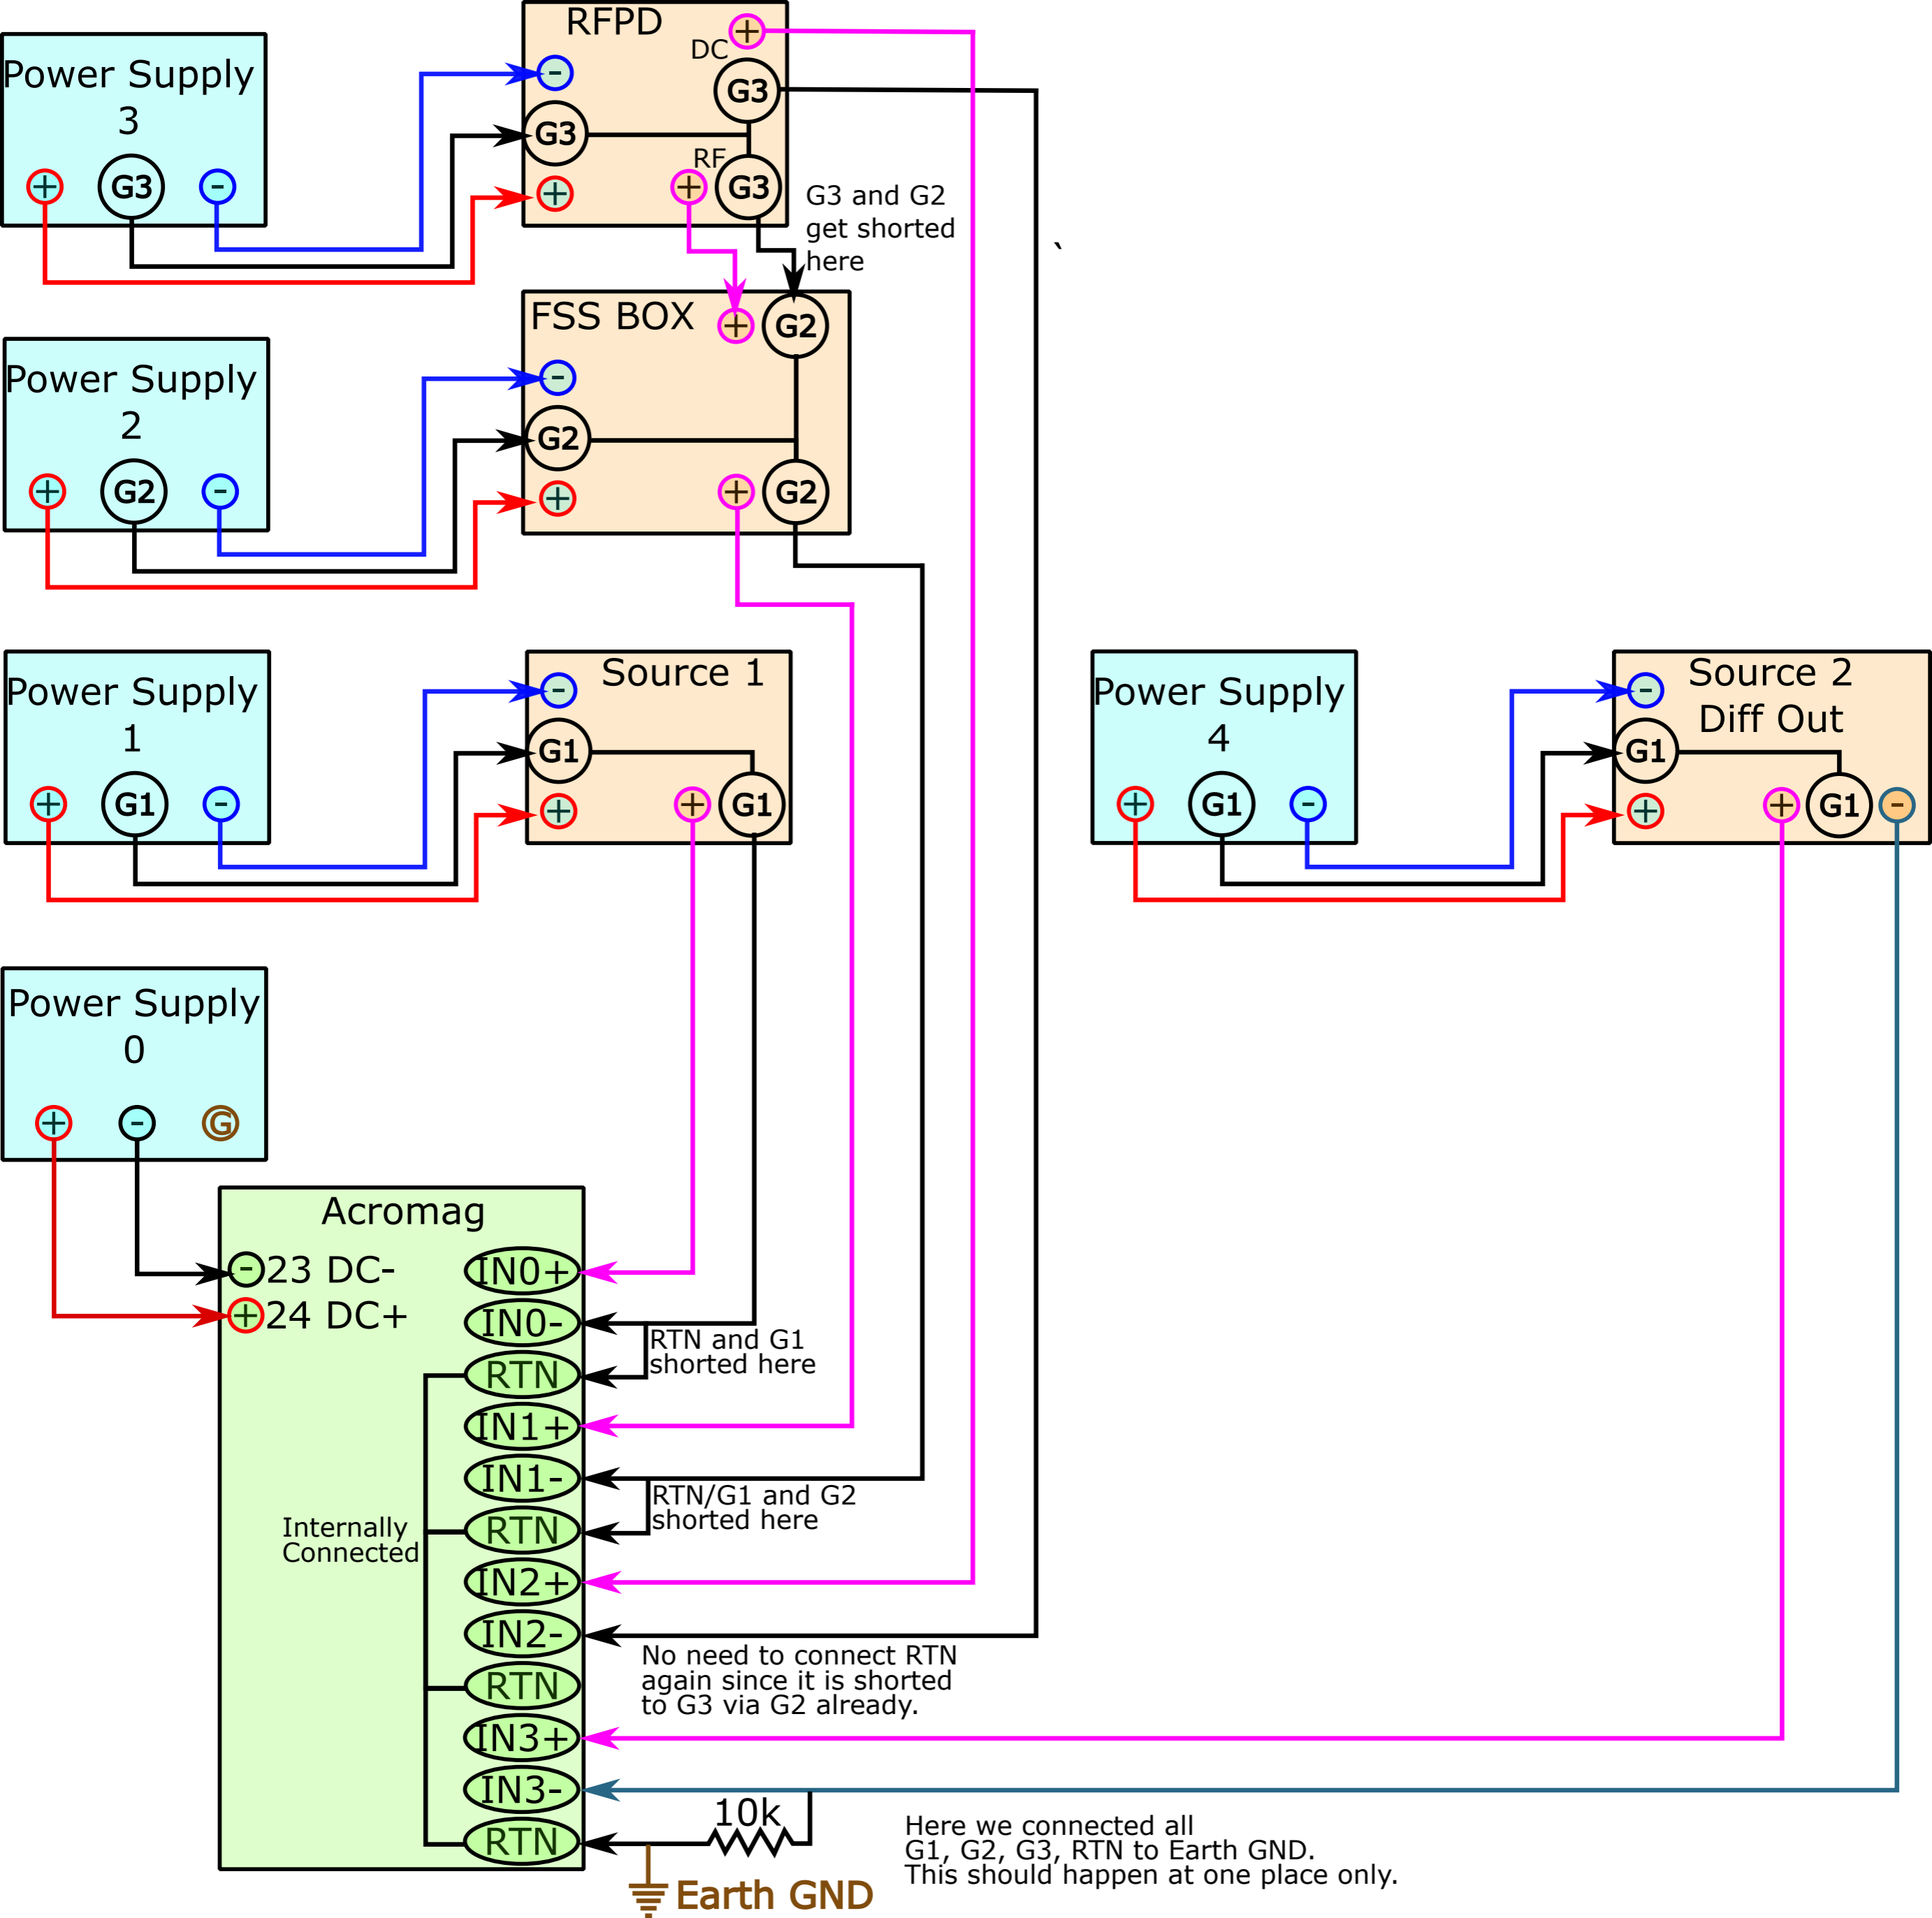 RFPD
DC
+
G3
-
G3
RF
+
+
G3
Power Supply
3
+
G3
-
G3 and G2
get shorted
here
`
FSS BOX
+
G2
-
G2
+
+
G2
Power Supply
2
+
G2
-
Source 1
-
G1
+
+
G1
Power Supply
1
+
G1
-
Power Supply
4
+
G1
-
Source 2
Diff Out
-
G1
+
+
G1
-
Power Supply
0
+
-
G
Acromag
- 23 DC-
+ 24 DC+
IN0+
IN0-
RTN
RTN and G1
shorted here
IN1+
IN1-
RTN
RTN/G1 and G2
shorted here
Internally
Connected
IN2+
IN2-
RTN
No need to connect RTN
again since it is shorted
to G3 via G2 already.
IN3+
IN3-
RTN
10k
Earth GND
Here we connected all
G1, G2, G3, RTN to Earth GND.
This should happen at one place only.